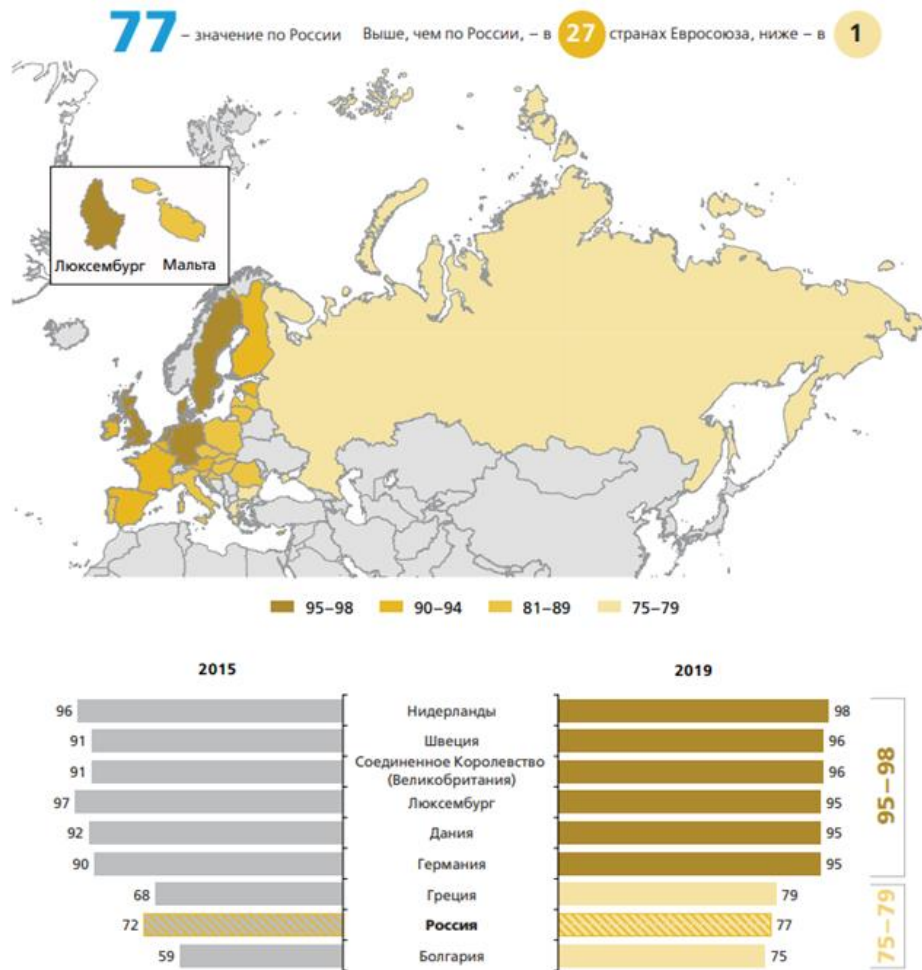 77 – значение по России Выше, чем по России, – в 27 странах Евросоюза, ниже – в 1
Люксембург Мальта
95–98 90–94 81–89 75–79
2015 2019
96 Нидерланды 98
91 Швеция 96
91 Соединенное Королевство
(Великобритания) 96
97 Люксембург 95
92 Дания 95
90 Германия 95
95–98
68 Греция 79
72 Россия 77
59 Болгария 75
75–79